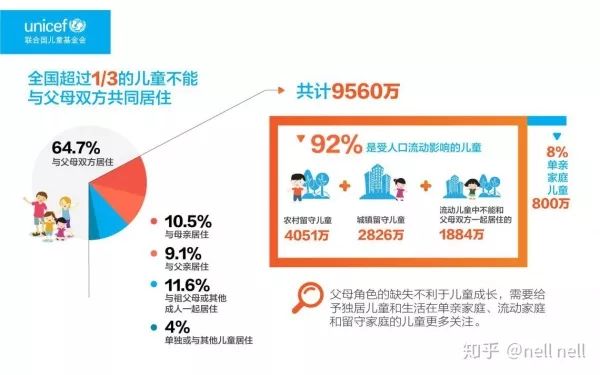 unicef
联合国儿童基金会
全国超过1/3的儿童不能
与父母双方共同居住
64.7%
与父母双方居住
10.5%
与母亲居住
9.1%
与父亲居住
11.6%
与祖父母或其他
成人一起居住
4%
单独或与其他儿童居住
共计9560万
92%是受人口流动影响的儿童
农村留守儿童
4051万
+
城镇留守儿童
2826万
+
流动儿童中不能和
父母双方一起居住的
1884万
8%
单亲
家庭
儿童
800万
父母角色的缺失不利于儿童成长，需要给
予独居儿童和生活在单亲家庭、流动家庭
和留守家庭的儿童更多关注。
知乎 @nell nell